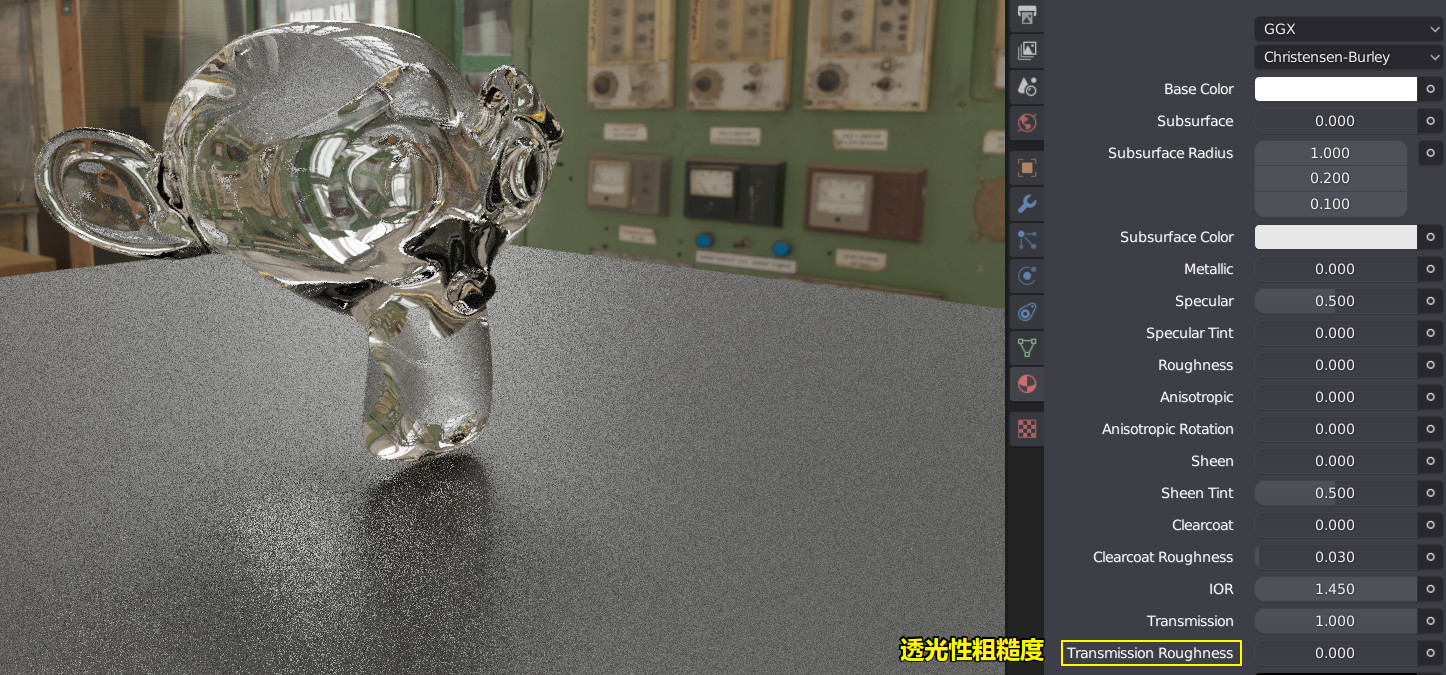 GGX
Christensen-Burley
Base Color
Subsurface 0.000
Subsurface Radius 1.000
0.200
0.100
Subsurface Color
Metallic 0.000
Specular 0.500
Specular Tint 0.000
Roughness 0.000
Anisotropic 0.000
Anisotropic Rotation 0.000
Sheen 0.000
Sheen Tint 0.500
Clearcoat 0.000
Clearcoat Roughness 0.030
IOR 1.450
Transmission 1.000
透光性粗糙度 Transmission Roughness 0.000